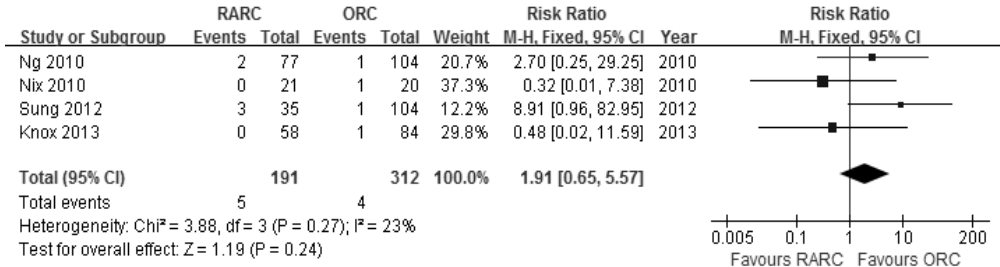 RARC ORC Risk Ratio Risk Ratio
Study or Subgroup Events Total Events Total Weight M-H, Fixed, 95% CI Year M-H, Fixed, 95% CI
Ng 2010 2 77 1 104 20.7% 2.70 [0.25, 29.25] 2010
Nix 2010 0 21 1 20 37.3% 0.32 [0.01, 7.38] 2010
Sung 2012 3 35 1 104 12.2% 8.91 [0.96, 82.95] 2012
Knox 2013 0 58 1 84 29.8% 0.48 [0.02, 11.59] 2013
Total (95% CI) 191 312 100.0% 1.91 [0.65, 5.57]
Total events 5 4
Heterogeneity: Chi² = 3.88, df = 3 (P = 0.27); I² = 23%
Test for overall effect: Z = 1.19 (P = 0.24)
0.005 0.1 1 10 200
Favours RARC Favours ORC